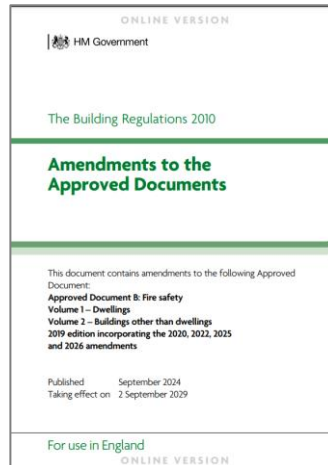 ONLINE VERSION
HM Government
The Building Regulations 2010
Amendments to the
Approved Documents
This document contains amendments to the following Approved
Document:
Approved Document B: Fire safety
Volume 1 – Dwellings
Volume 2 – Buildings other than dwellings
2019 edition incorporating the 2020, 2022, 2025
and 2026 amendments
Published September 2024
Taking effect on 2 September 2029
For use in England
ONLINE VERSION